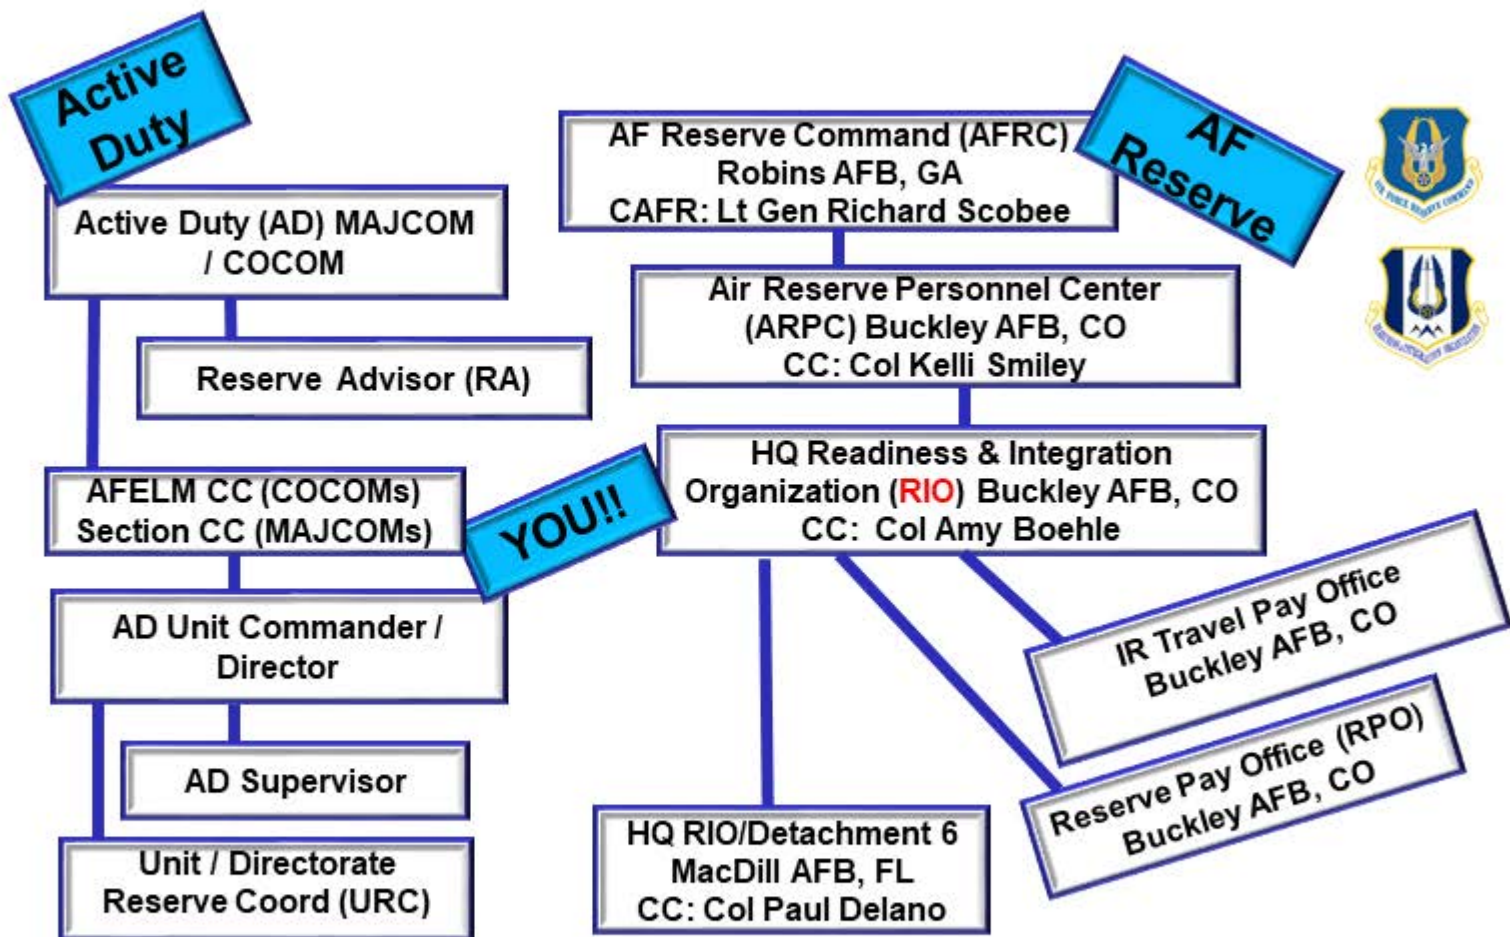 Active
Duty
Active Duty (AD) MAJCOM
/ COCOM
Reserve Advisor (RA)
AFELM CC (COCOMs)
Section CC (MAJCOMs)
AD Unit Commander /
Director
AD Supervisor
Unit / Directorate
Reserve Coord (URC)
YOU!!
AF
Reserve
AF Reserve Command (AFRC)
Robins AFB, GA
CAFR: Lt Gen Richard Scobee
Air Reserve Personnel Center
(ARPC) Buckley AFB, CO
CC: Col Kelli Smiley
HQ Readiness & Integration
Organization (RIO) Buckley AFB, CO
CC: Col Amy Boehle
IR Travel Pay Office
Buckley AFB, CO
Reserve Pay Office (RPO)
Buckley AFB, CO
HQ RIO/Detachment 6
MacDill AFB, FL
CC: Col Paul Delano
AIR FORCE RESERVE COMMAND